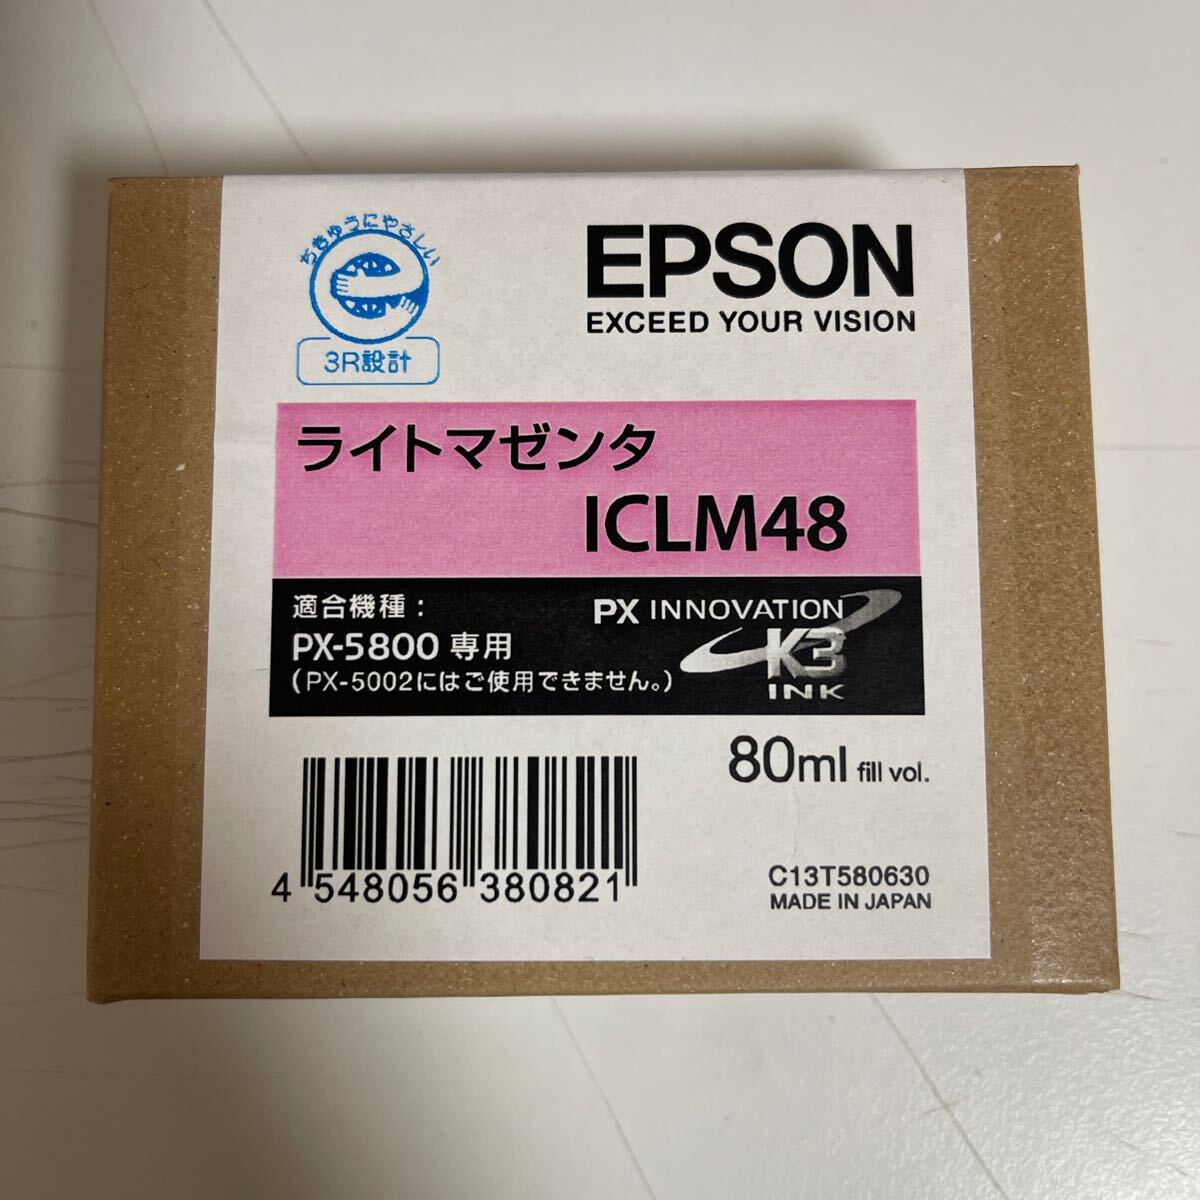 ちきゅうにやさしい
3R設計
EPSON
EXCEED YOUR VISION
ライトマゼンタ
ICLM48
適合機種:
PX-5800 専用
(PX-5002にはご使用できません。)
PX INNOVATION
K3
INK
80ml fill vol.
4 548056 380821
C13T580630
MADE IN JAPAN